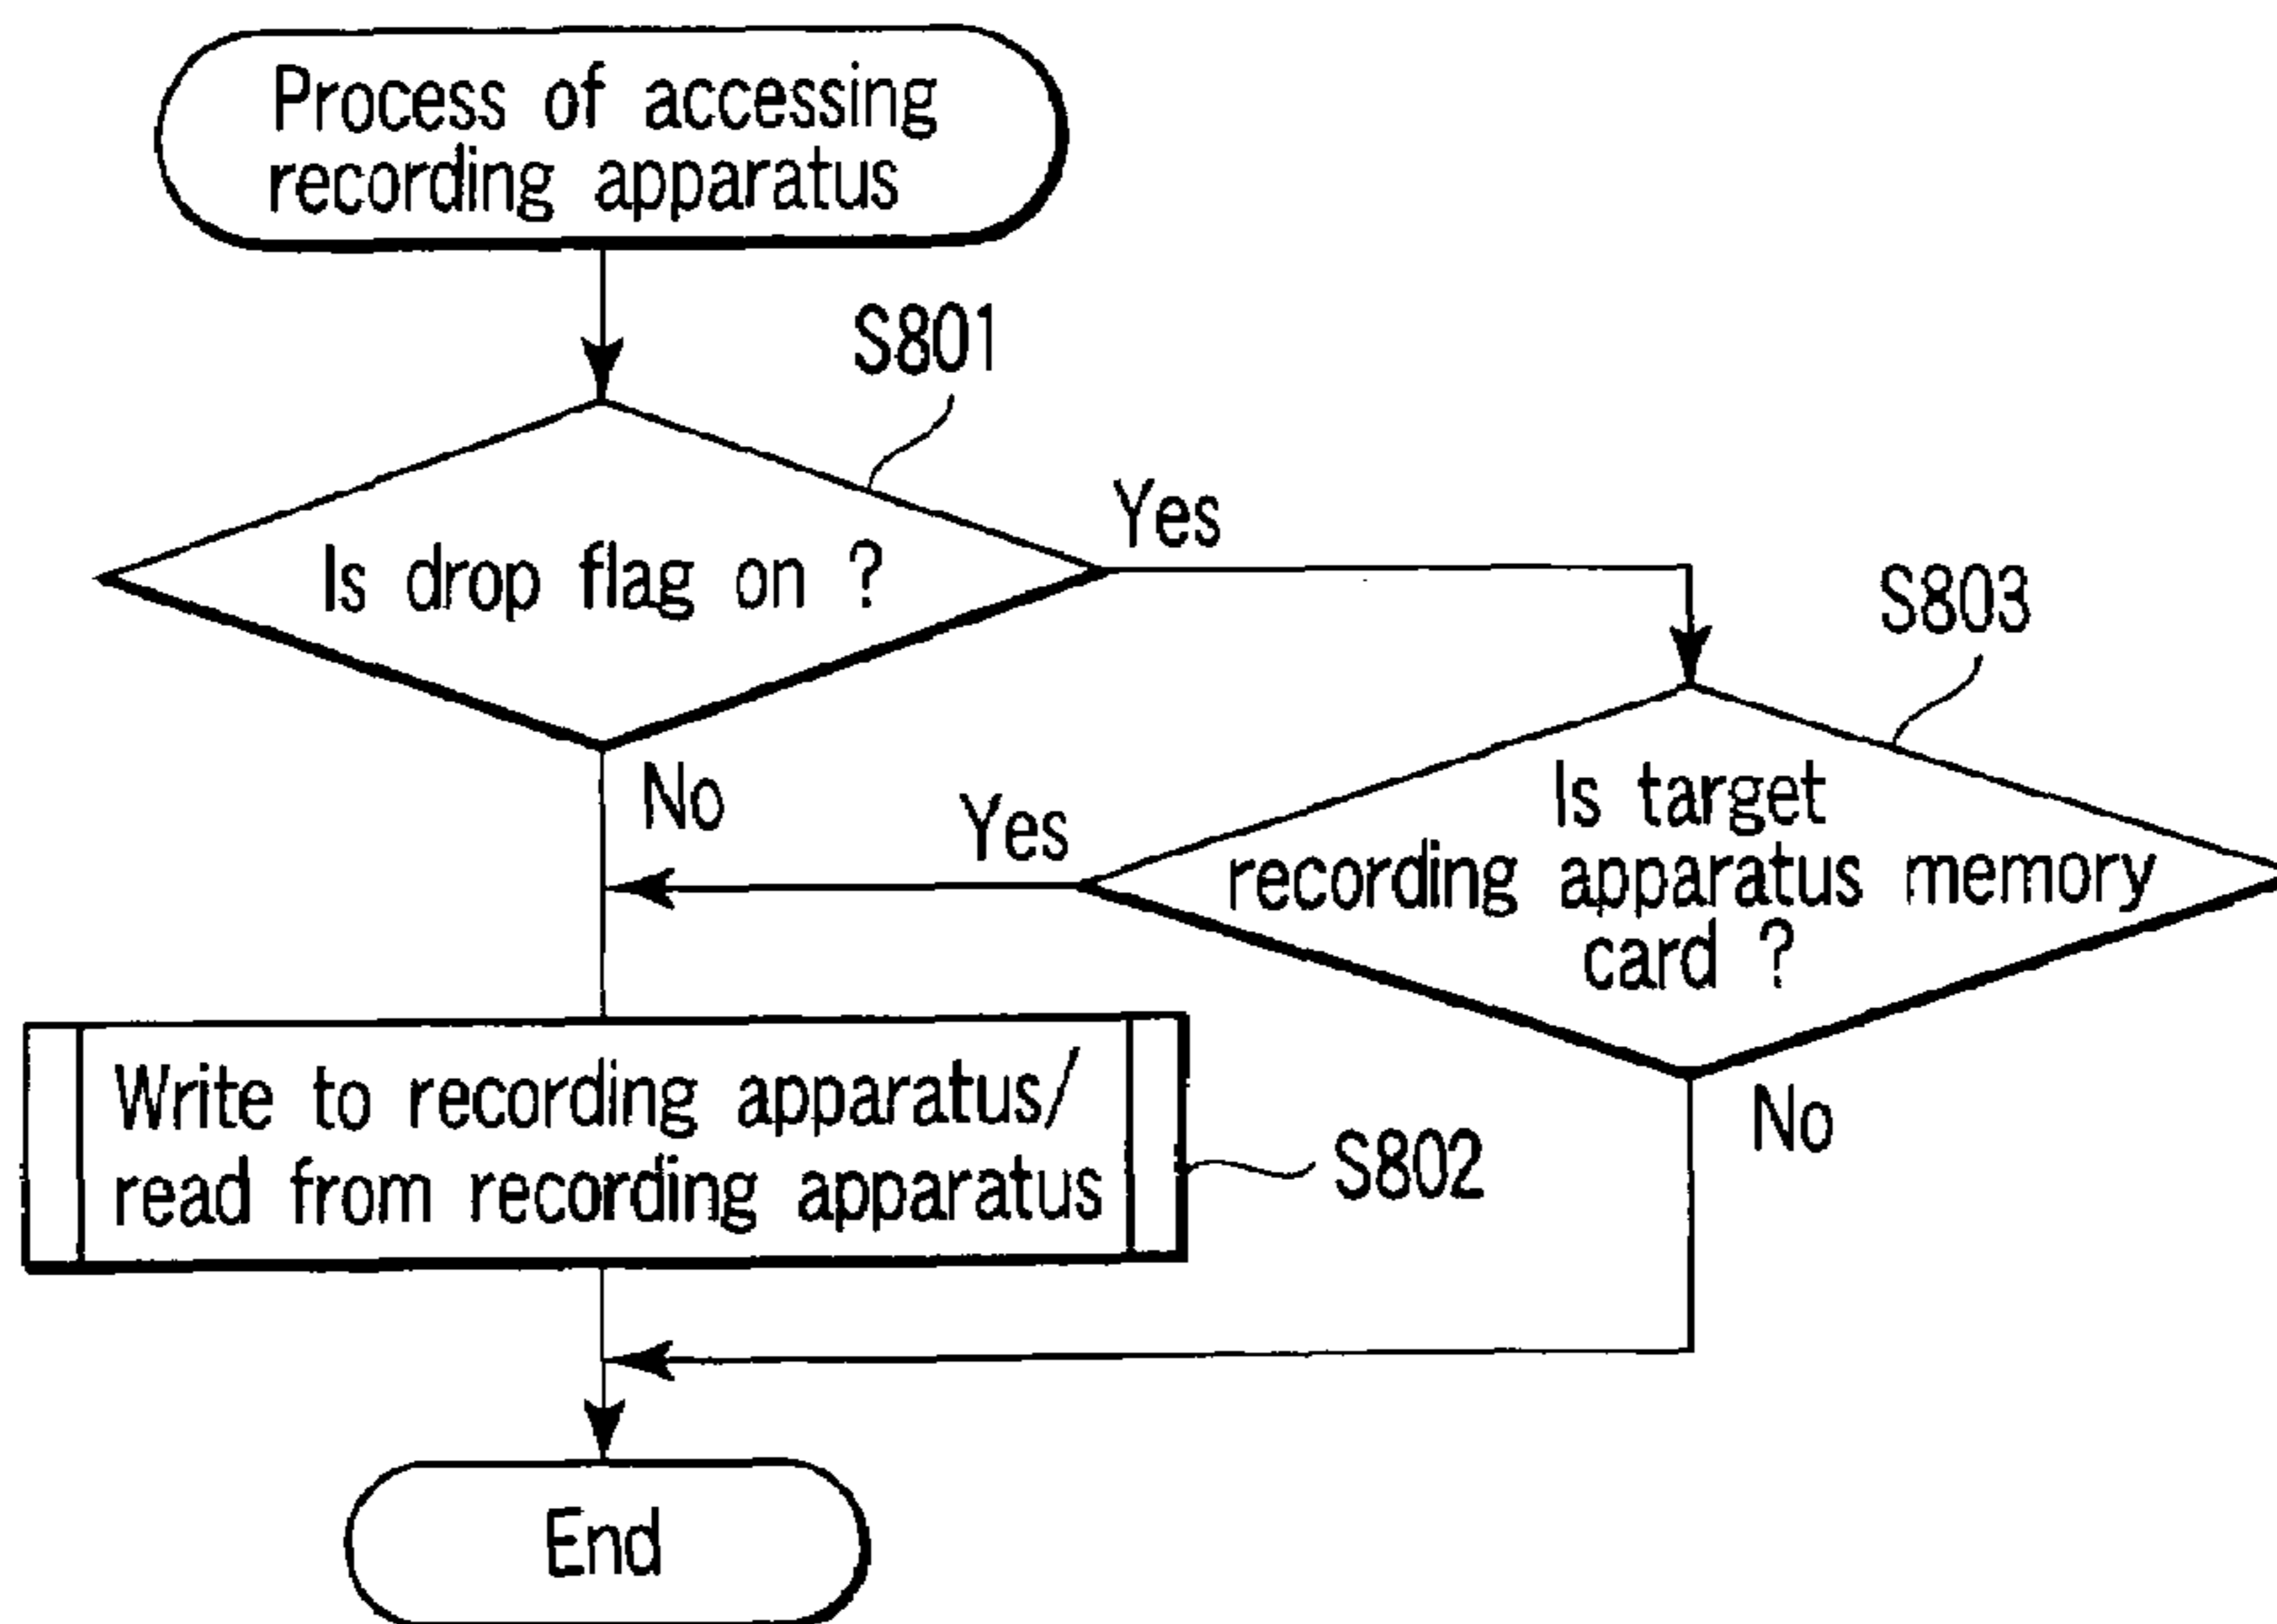 Process of accessing
recording apparatus
S801
Is drop flag on ?
Yes
No
S803
Is target
recording apparatus memory
card ?
Yes
No
Write to recording apparatus/
read from recording apparatus
S802
End